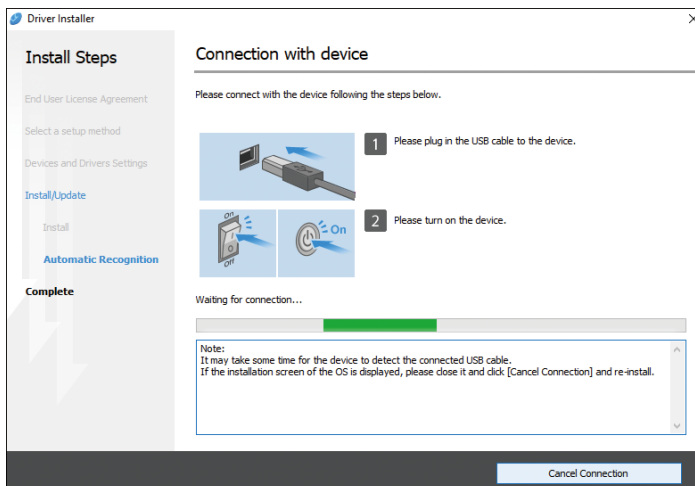 Driver Installer
Install Steps
End User License Agreement
Select a setup method
Devices and Drivers Settings
Install/Update
Install
Automatic Recognition
Complete
Connection with device
Please connect with the device following the steps below.
1 Please plug in the USB cable to the device.
On
Off
On
2 Please turn on the device.
Waiting for connection...
Note:
It may take some time for the device to detect the connected USB cable.
If the installation screen of the OS is displayed, please close it and click [Cancel Connection] and re-install.
Cancel Connection